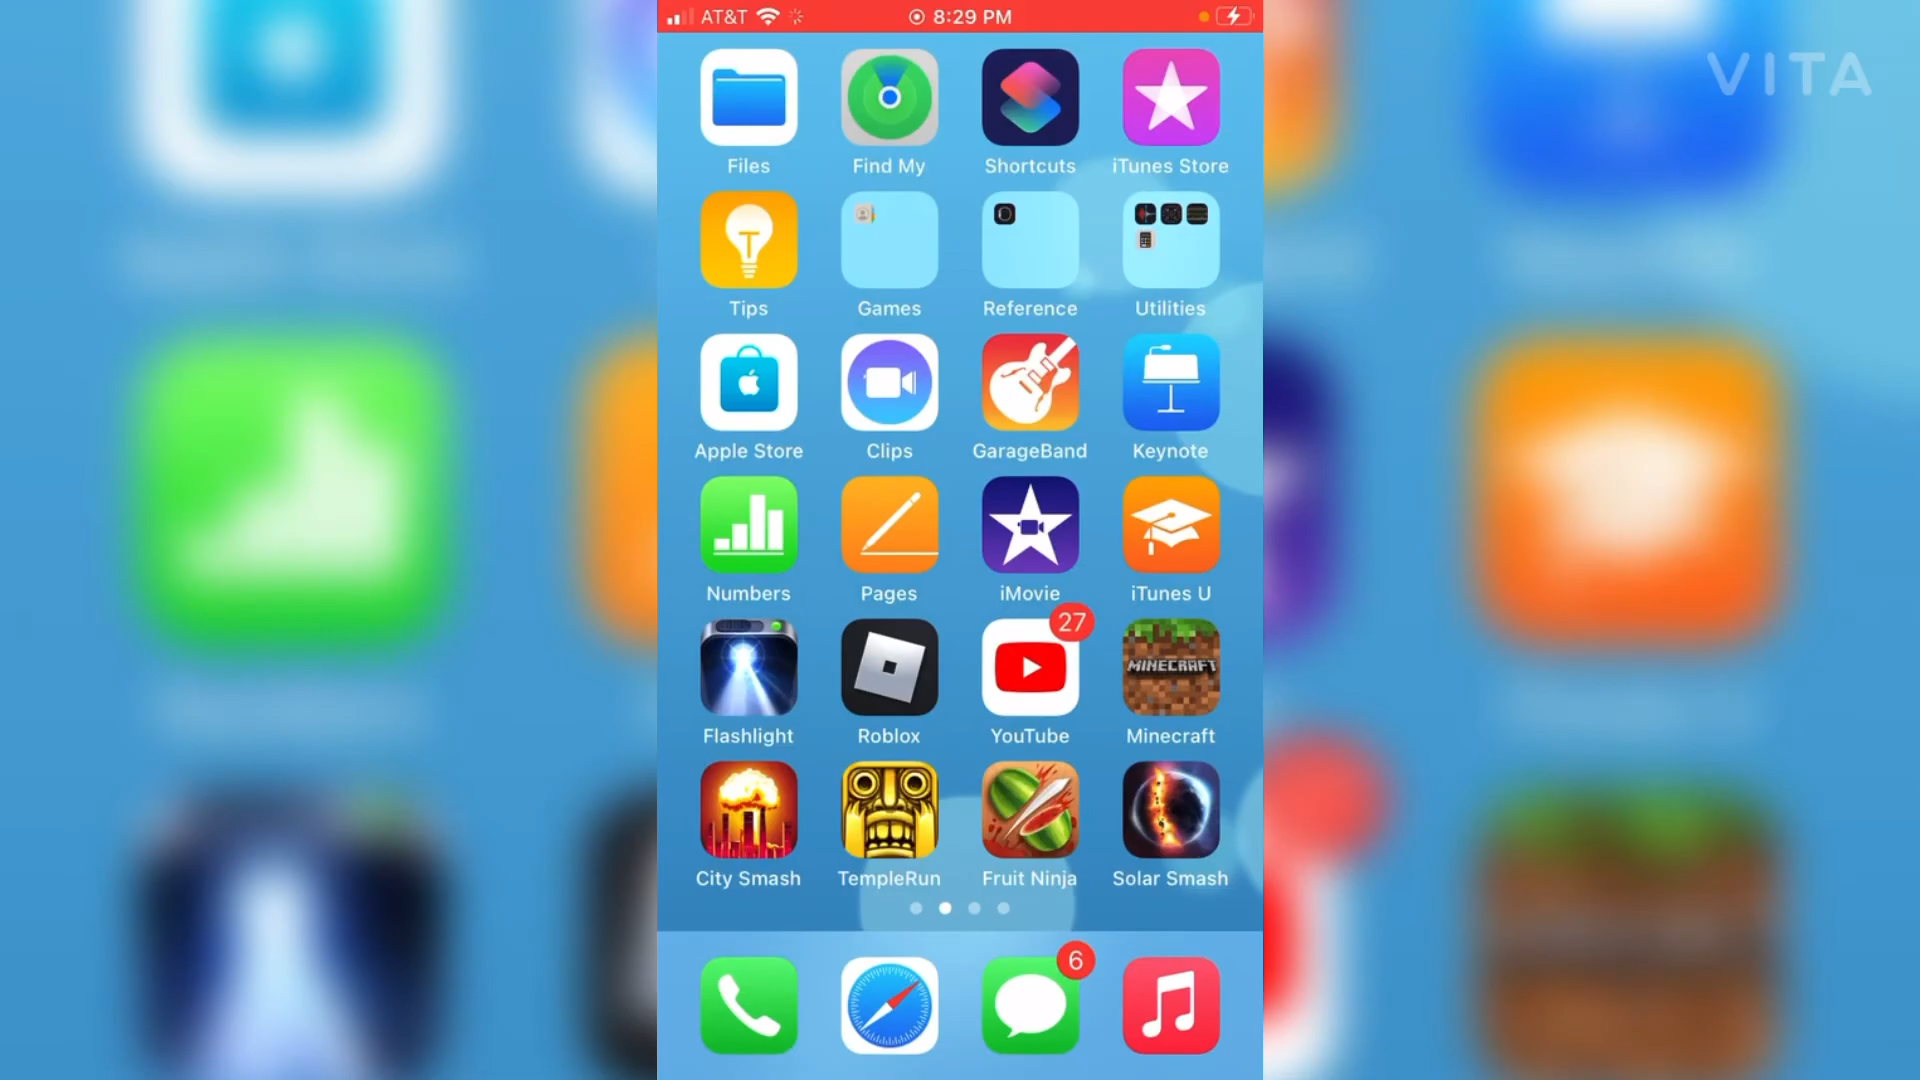 AT&T 8:29 PM
VITA
Files Find My Shortcuts iTunes Store
Tips Games Reference Utilities
Apple Store Clips GarageBand Keynote
Numbers Pages iMovie iTunes U
27
MINECRAFT
Flashlight Roblox YouTube Minecraft
City Smash TempleRun Fruit Ninja Solar Smash
6